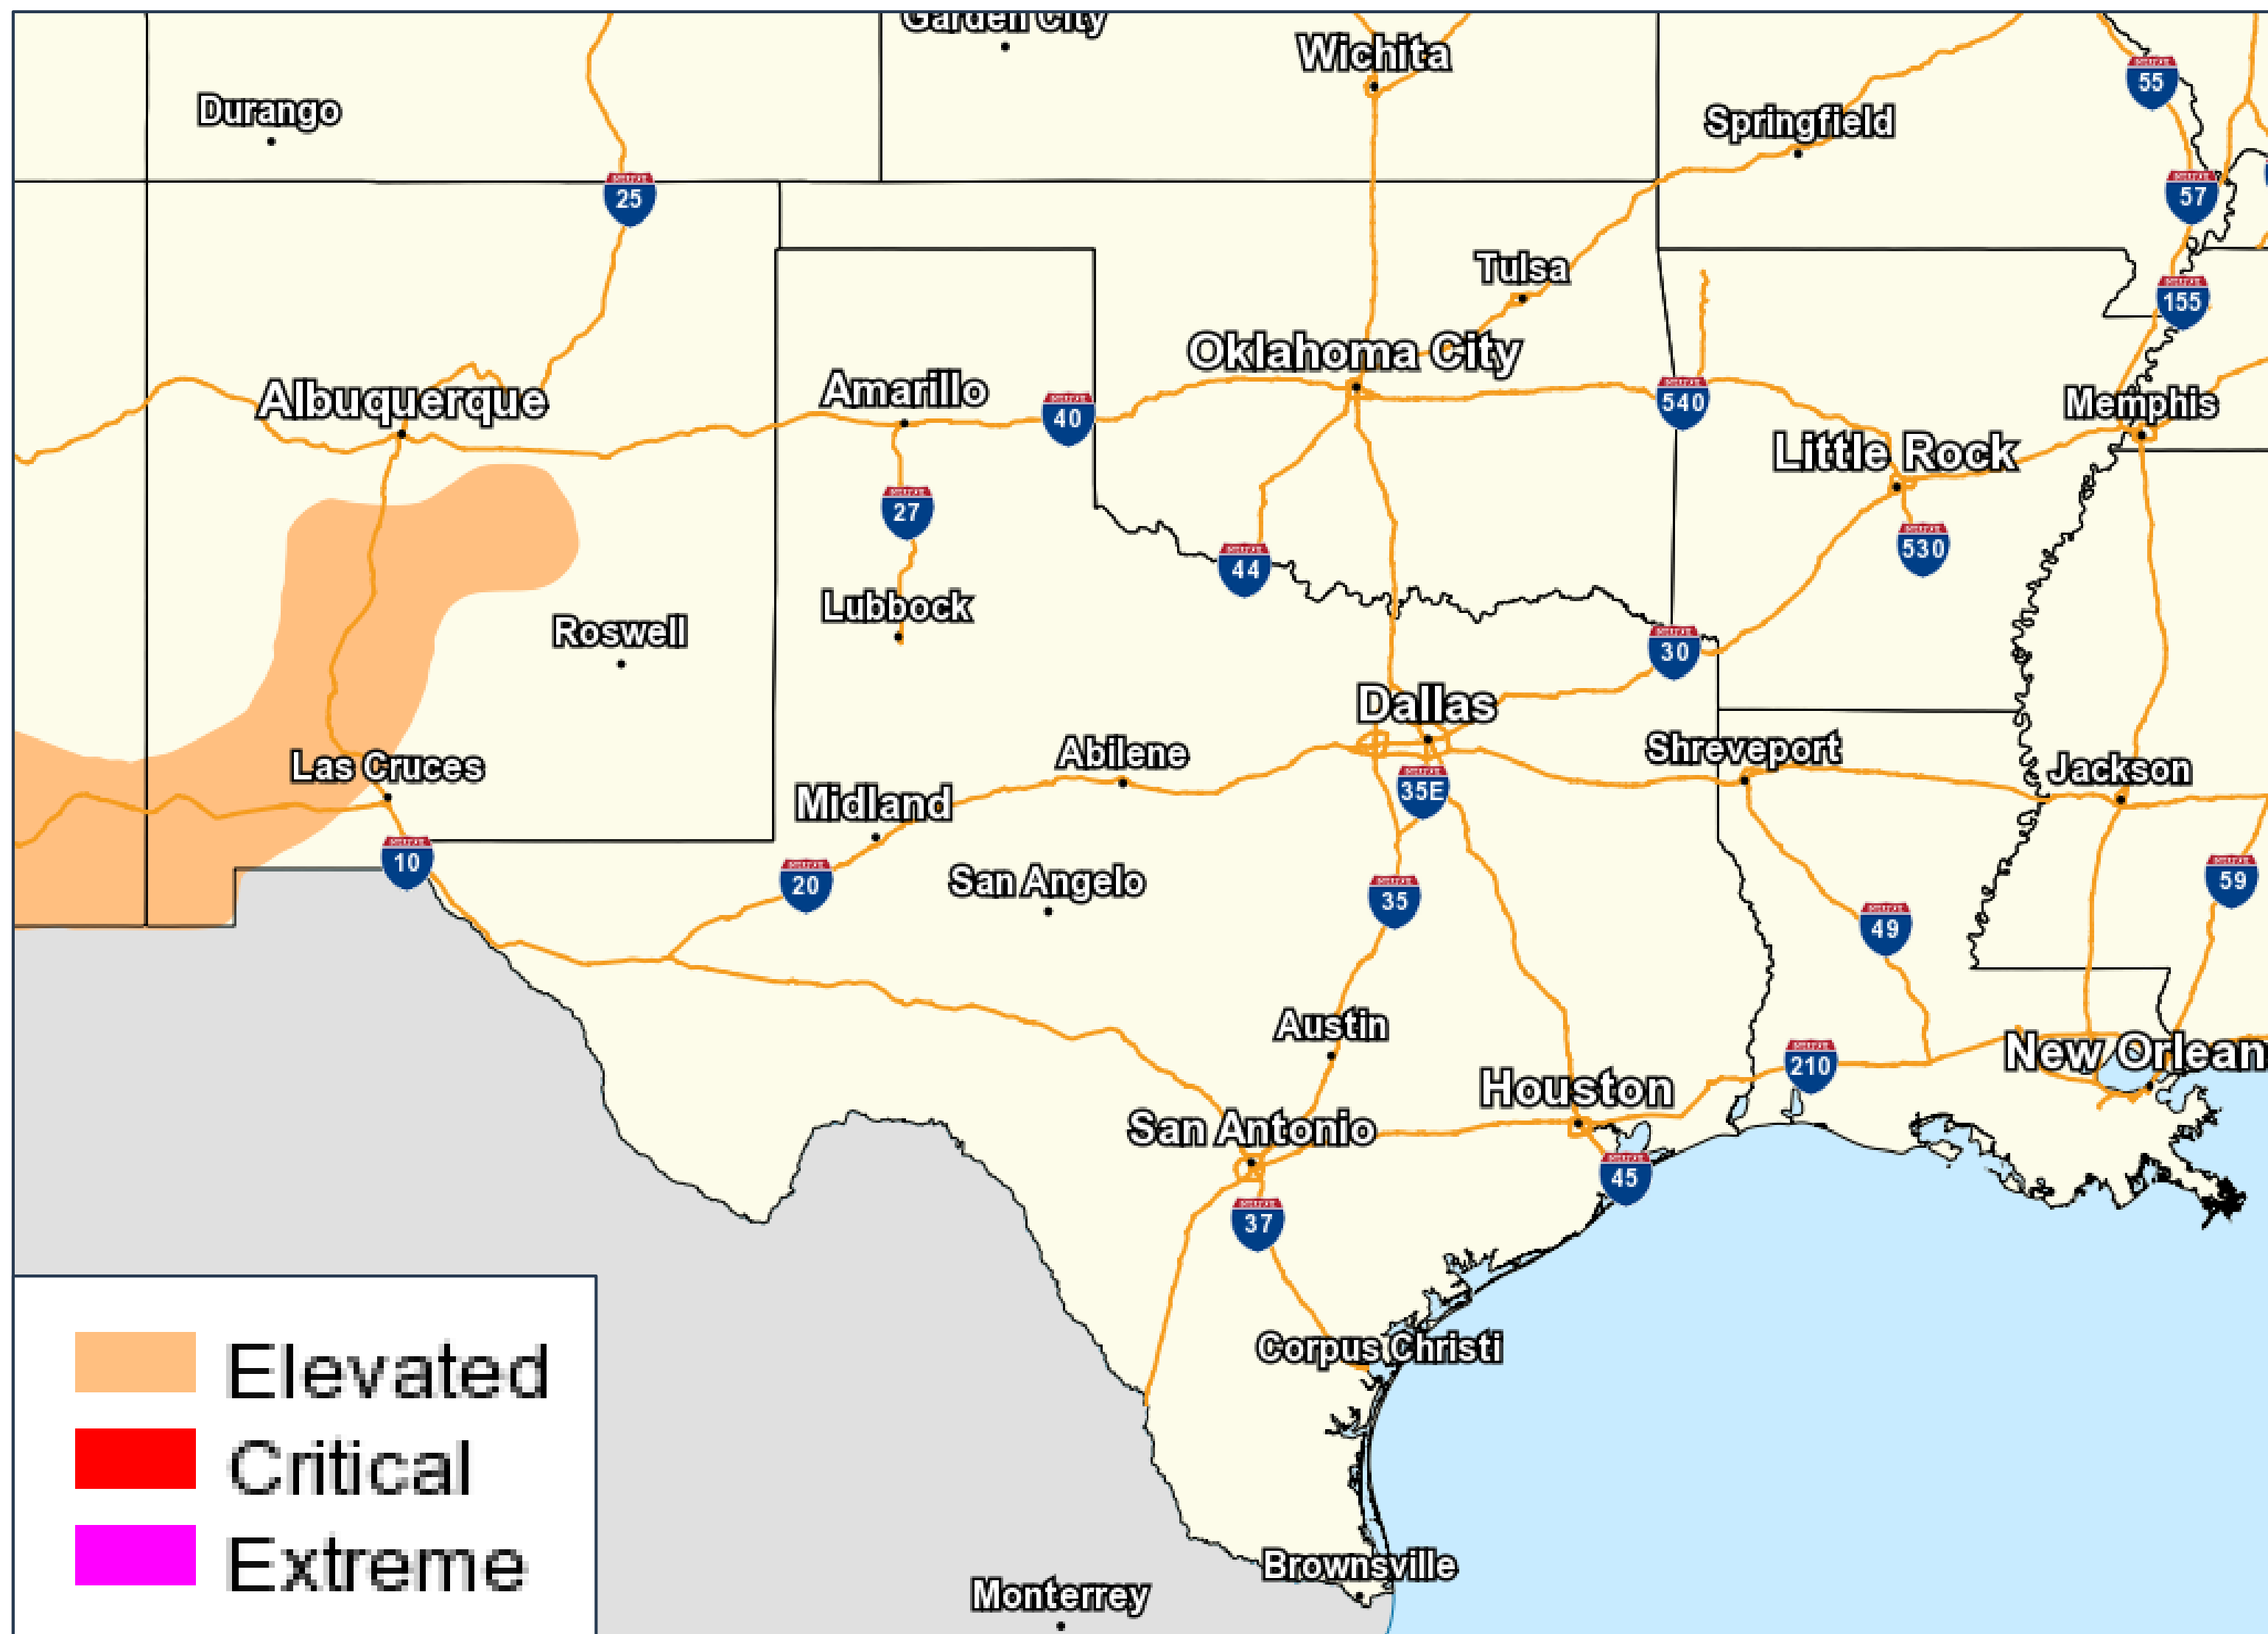 Garden City
Wichita
55
Durango
Springfield
25
57
Tulsa
155
Oklahoma City
Albuquerque
Amarillo
40
540
Memphis
Little Rock
27
530
44
Lubbock
Roswell
30
Dallas
Las Cruces
Abilene
Shreveport
Jackson
Midland
35E
10
20
San Angelo
35
59
49
Austin
New Orlean
210
Houston
San Antonio
45
37
Corpus Christi
Brownsville
Monterrey
Elevated
Critical
Extreme